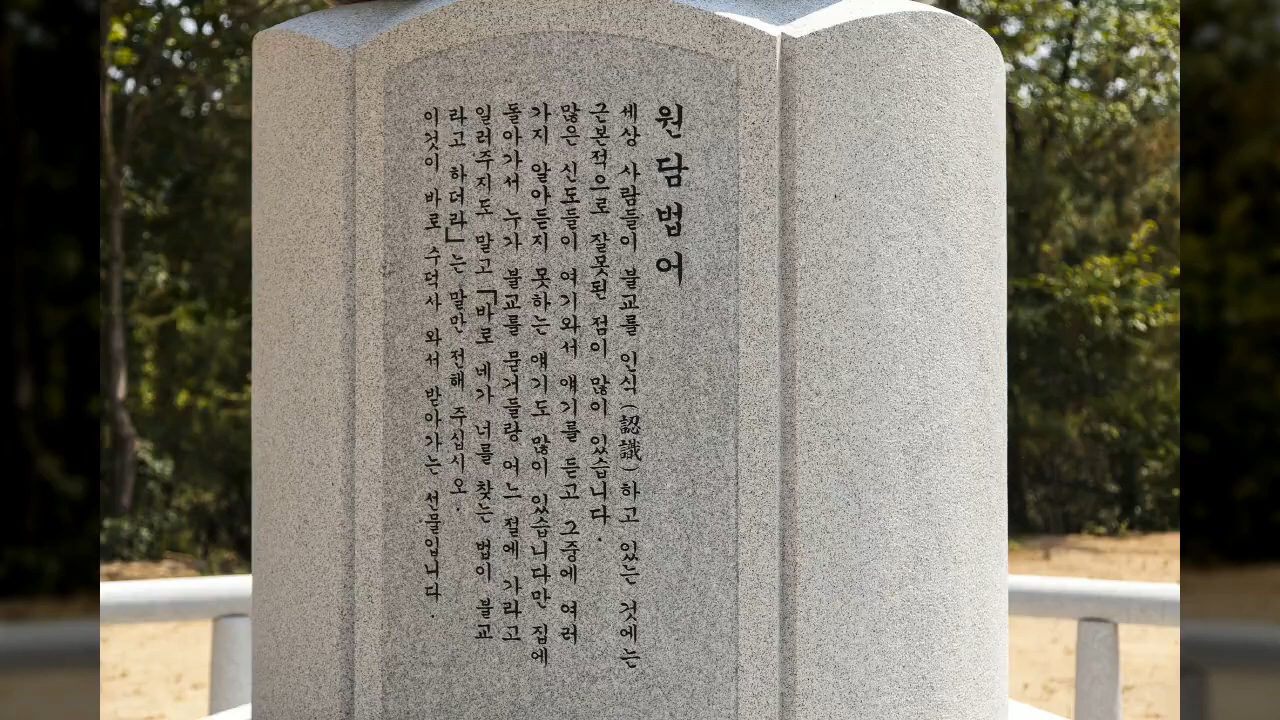 원담법어
세상 사람들이 불교를 인식(認識)하고 있는 것에는
근본적으로 잘못된 점이 많이 있습니다.
많은 신도들이 여기와서 얘기를 듣고 그중에 여러
가지 알아듣지 못하는 얘기도 많이 있습니다만 집에
돌아가서 누가 불교를 묻거들랑 어느 절에 가라고
일러주지도 말고 「바로 네가 너를 찾는 법이 불교
라고 하더라」는 말만 전해 주십시오.
이것이 바로 수덕사 와서 받아가는 선물입니다.